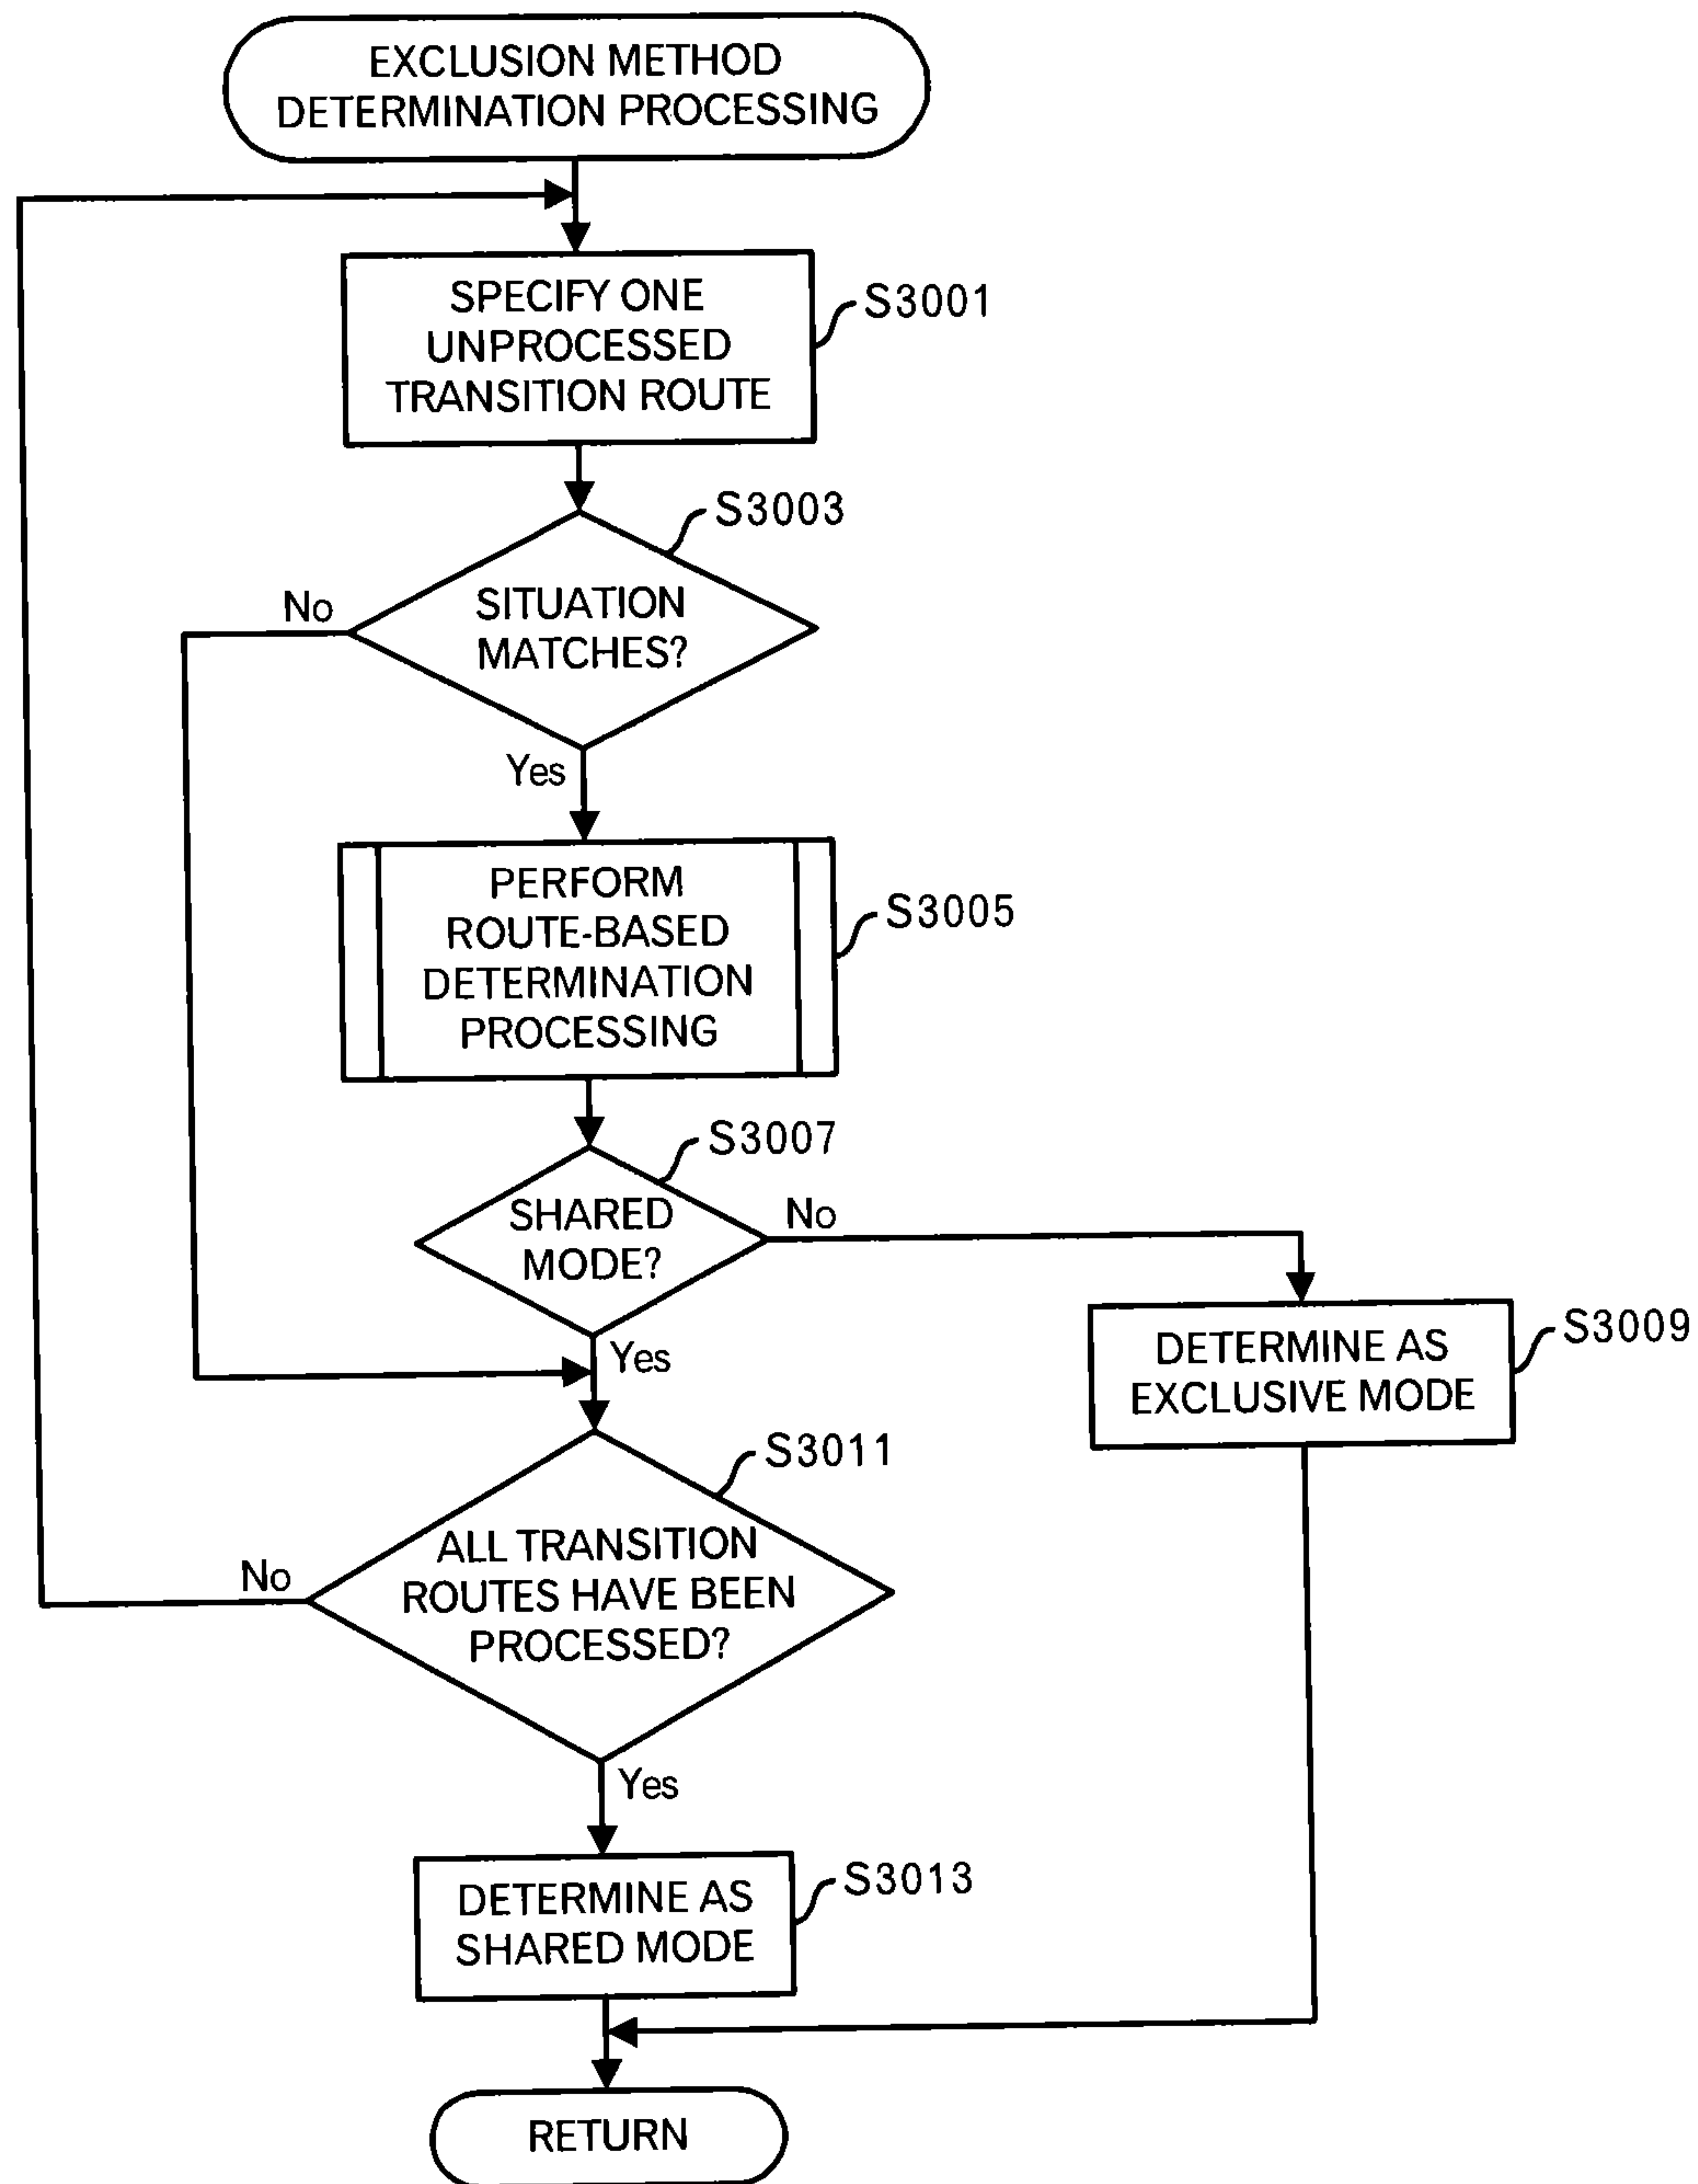 EXCLUSION METHOD
DETERMINATION PROCESSING
SPECIFY ONE
UNPROCESSED
TRANSITION ROUTE
S3001
S3003
No
SITUATION
MATCHES?
Yes
PERFORM
ROUTE-BASED
DETERMINATION
PROCESSING
S3005
S3007
SHARED
MODE?
No
Yes
DETERMINE AS
EXCLUSIVE MODE
S3009
S3011
No
ALL TRANSITION
ROUTES HAVE BEEN
PROCESSED?
Yes
DETERMINE AS
SHARED MODE
S3013
RETURN